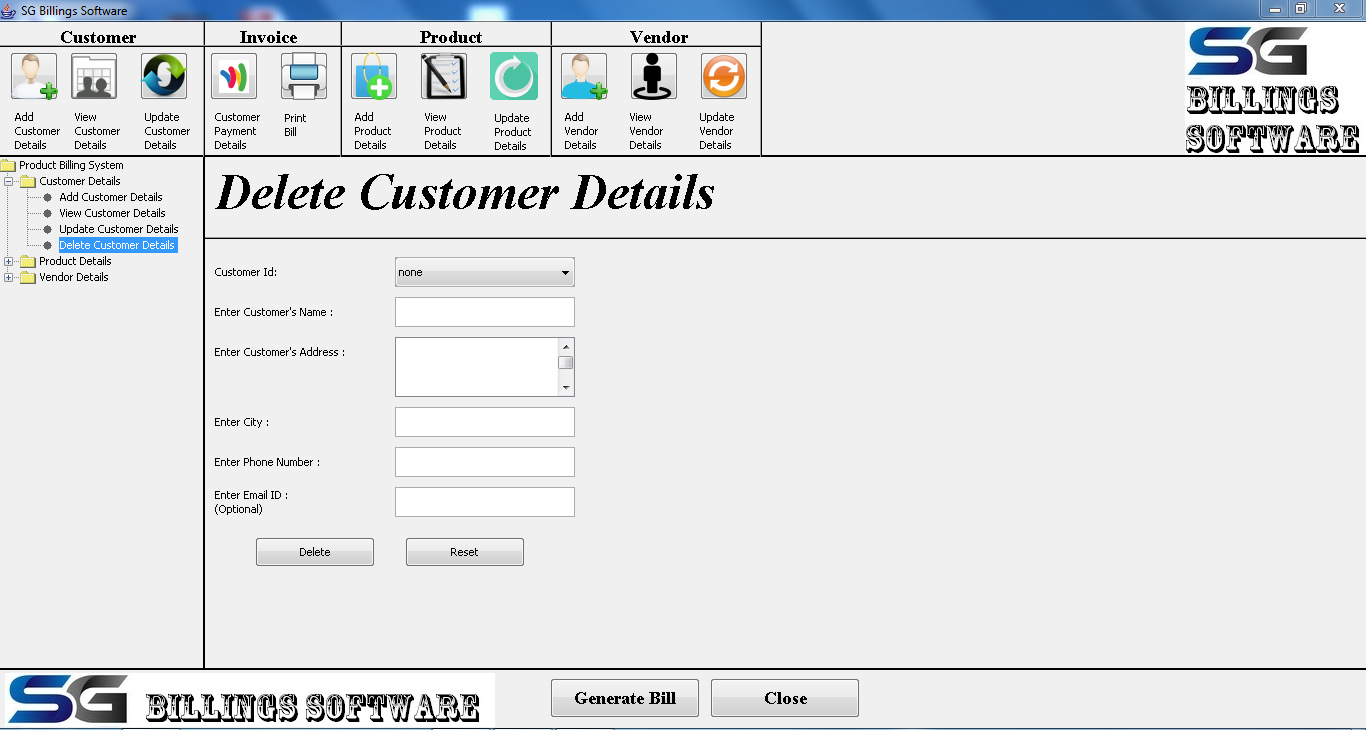 SG Billings Software
Customer
Invoice
Product
Vendor
Add
Customer
Details
View
Customer
Details
Update
Customer
Details
Customer
Payment
Details
Print
Bill
Add
Product
Details
View
Product
Details
Update
Product
Details
Add
Vendor
Details
View
Vendor
Details
Update
Vendor
Details
SG
BILLINGS
SOFTWARE
Product Billing System
Customer Details
Add Customer Details
View Customer Details
Update Customer Details
Delete Customer Details
Product Details
Vendor Details
Delete Customer Details
Customer Id:
none
Enter Customer's Name :
Enter Customer's Address :
Enter City :
Enter Phone Number :
Enter Email ID :
(Optional)
Delete
Reset
SG BILLINGS SOFTWARE
Generate Bill
Close